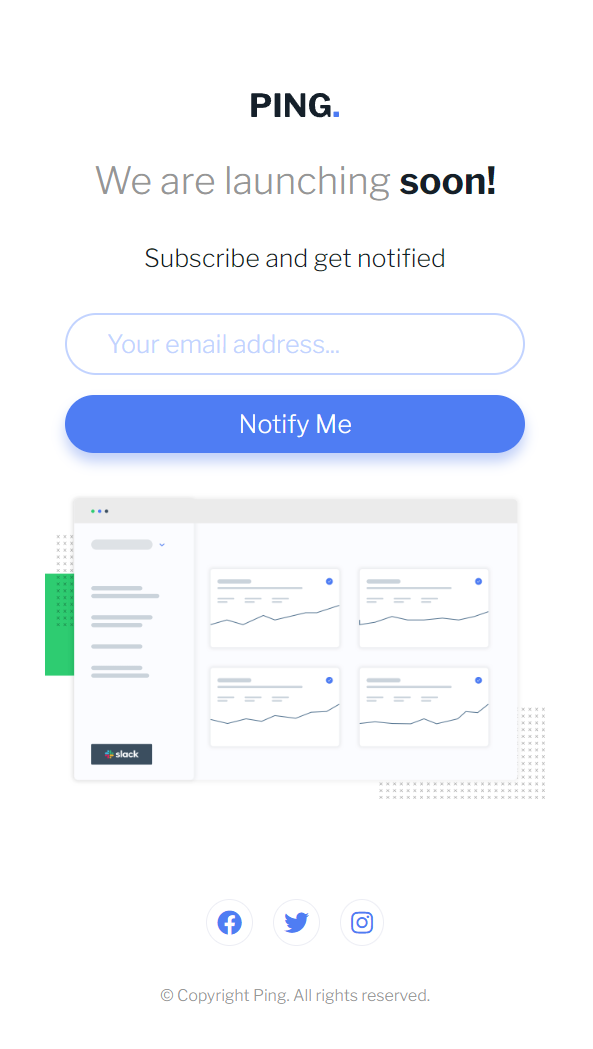 PING.
We are launching soon!
Subscribe and get notified
Your email address...
Notify Me
slack
© Copyright Ping. All rights reserved.